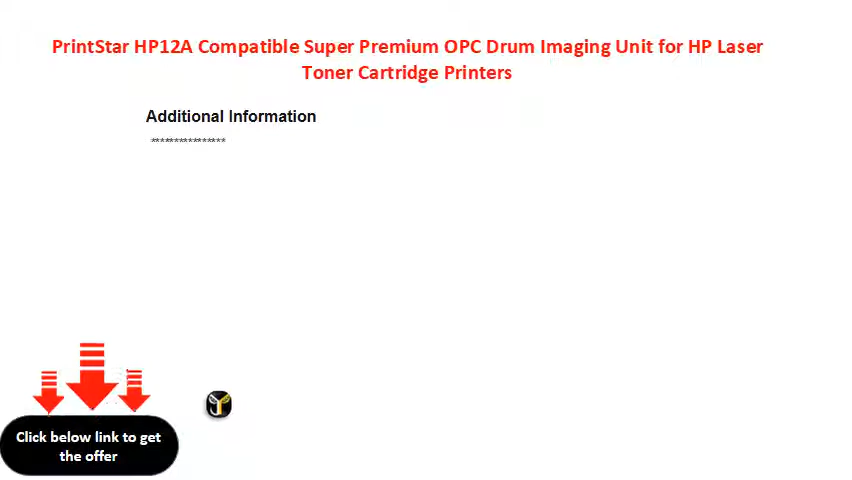 PrintStar HP12A Compatible Super Premium OPC Drum Imaging Unit for HP Laser
Toner Cartridge Printers
Additional Information
****************
Click below link to get
the offer